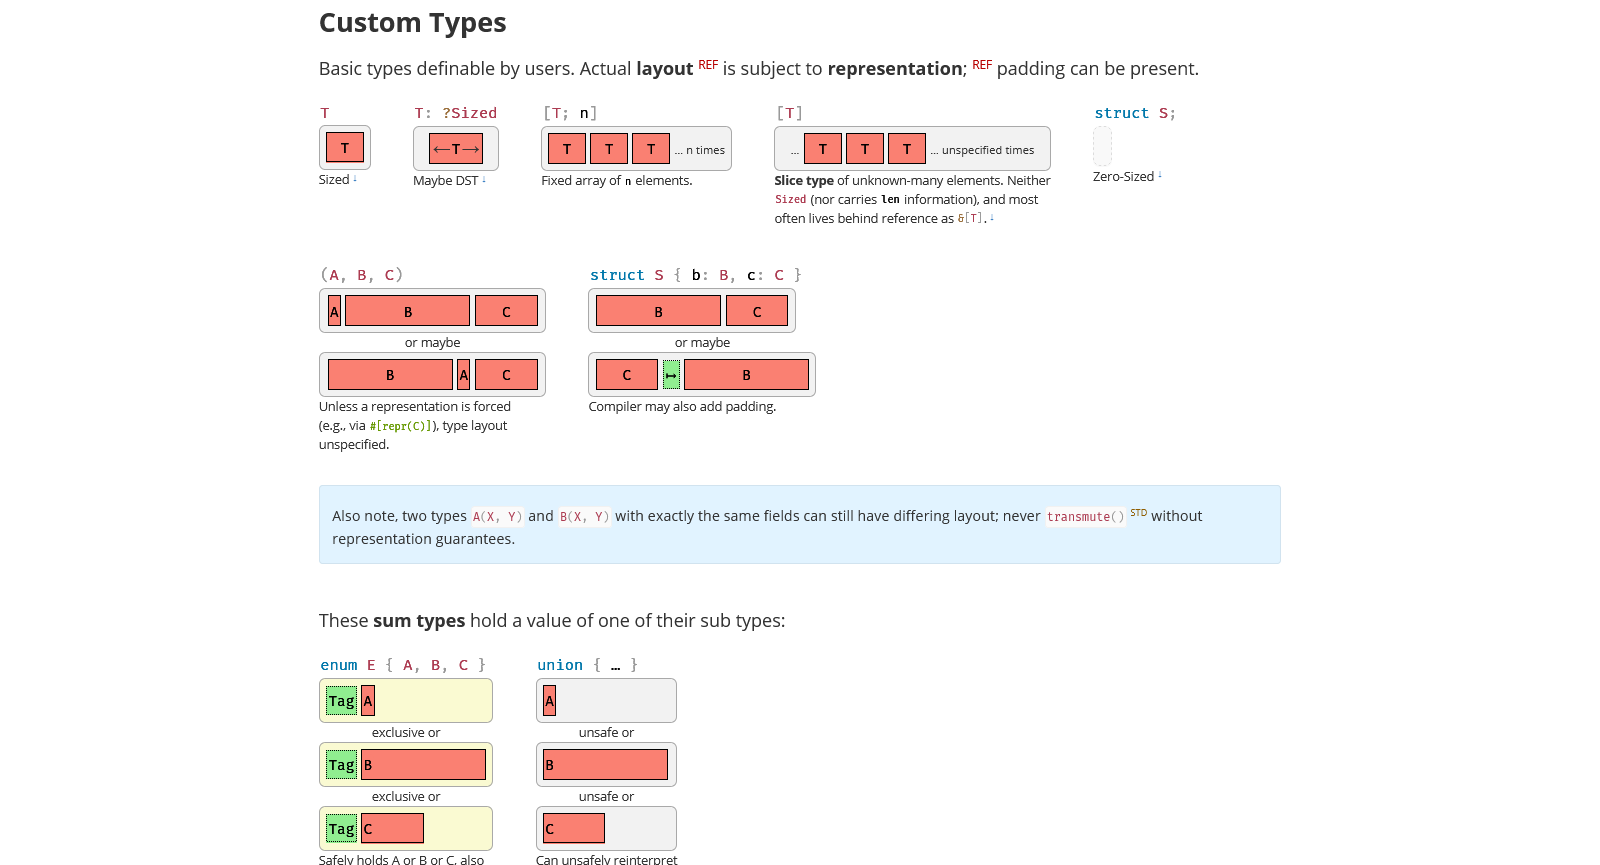 Custom Types
Basic types definable by users. Actual layout REF is subject to representation; REF padding can be present.
T
T
Sized ↓
T: ?Sized
←T→
Maybe DST ↓
[T; n]
T T T ... n times
Fixed array of n elements.
[T]
... T T T ... unspecified times
Slice type of unknown-many elements. Neither
Sized (nor carries len information), and most
often lives behind reference as &[T]. ↓
struct S;
Zero-Sized ↓
(A, B, C)
A B C
or maybe
B A C
Unless a representation is forced
(e.g., via #[repr(C)]), type layout
unspecified.
struct S { b: B, c: C }
B C
or maybe
C ↦ B
Compiler may also add padding.
Also note, two types A(X, Y) and B(X, Y) with exactly the same fields can still have differing layout; never transmute() STD without
representation guarantees.
These sum types hold a value of one of their sub types:
enum E { A, B, C }
Tag A
exclusive or
Tag B
exclusive or
Tag C
Safely holds A or B or C, also
union { … }
A
unsafe or
B
unsafe or
C
Can unsafely reinterpret